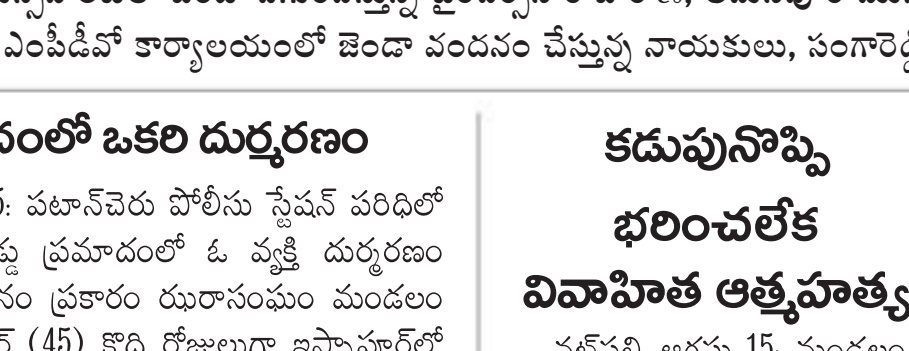 ఎంపీడీవో కార్యాలయంలో జెండా వందనం చేస్తున్న నాయకులు,
ఒకరి దుర్మరణం
పటాన్‌చెరు పోలీసు స్టేషన్ పరిధిలో
ప్రమాదంలో ఓ వ్యక్తి దుర్మరణం
ప్రకారం ఝరాసంఘం మండలం
(45) కొద్ది రోజులుగా ఇస్నాపూర్‌లో
కడుపునొప్పి
భరించలేక
వివాహిత ఆత్మహత్య
15, మండలం